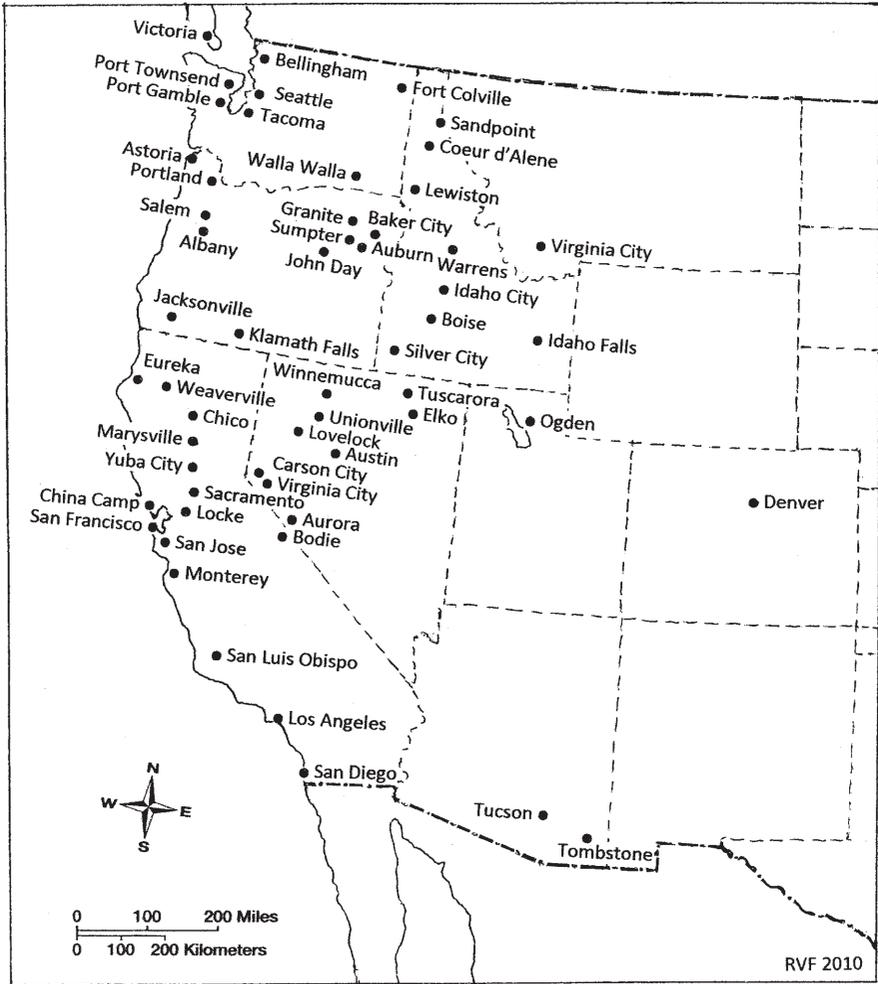 Victoria
Bellingham
Port Townsend
Fort Colville
Port Gamble
Seattle
Tacoma
Sandpoint
Coeur d'Alene
Astoria
Walla Walla
Portland
Lewiston
Salem
Granite
Baker City
Sumpter
Albany
Auburn
Warrens
Virginia City
John Day
Idaho City
Jacksonville
Boise
Klamath Falls
Idaho Falls
Silver City
Eureka
Winnemucca
Weaverville
Tuscarora
Chico
Unionville
Elko
Ogden
Marysville
Lovelock
Austin
Yuba City
Carson City
Virginia City
China Camp
Sacramento
Denver
San Francisco
Locke
Aurora
Bodie
San Jose
Monterey
San Luis Obispo
Los Angeles
San Diego
N
W E
S
Tucson
Tombstone
0 100 200 Miles
0 100 200 Kilometers
RVF 2010